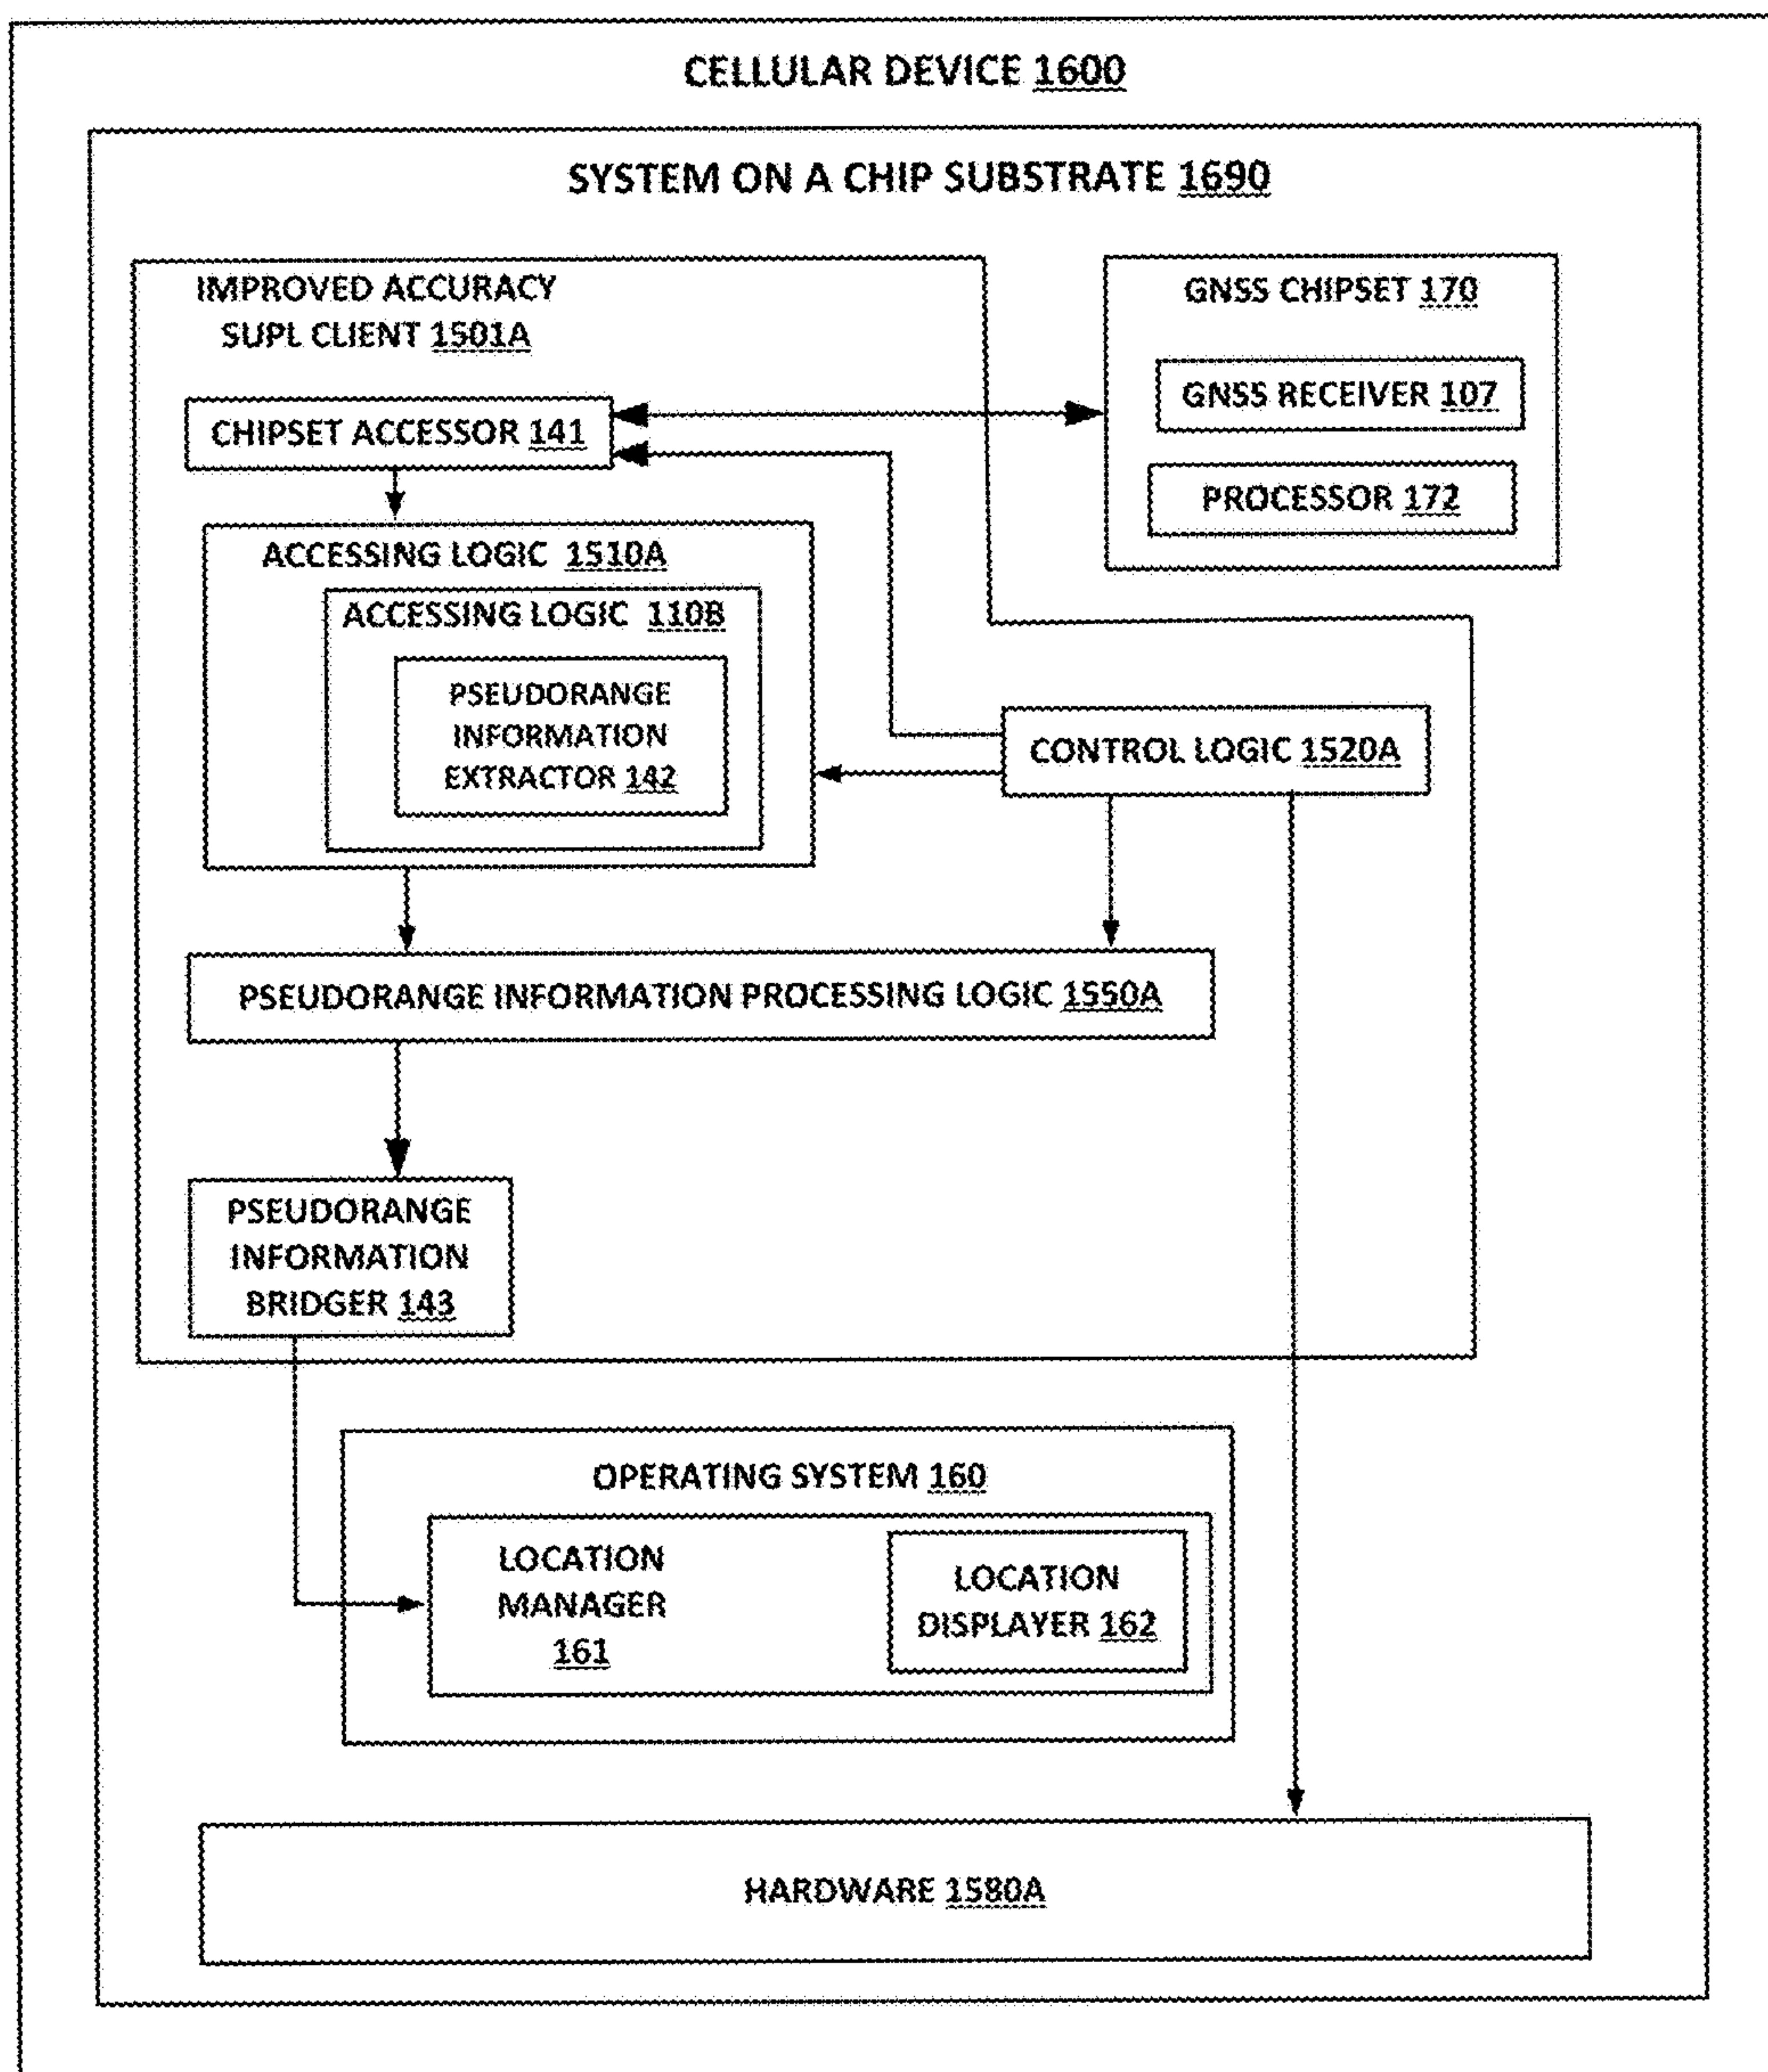 CELLULAR DEVICE 1600
SYSTEM ON A CHIP SUBSTRATE 1690
IMPROVED ACCURACY
SUPL CLIENT 1501A
GNSS CHIPSET 170
GNSS RECEIVER 107
PROCESSOR 172
CHIPSET ACCESSOR 141
ACCESSING LOGIC 1510A
ACCESSING LOGIC 110B
PSEUDORANGE
INFORMATION
EXTRACTOR 142
CONTROL LOGIC 1520A
PSEUDORANGE INFORMATION PROCESSING LOGIC 1550A
PSEUDORANGE
INFORMATION
BRIDGER 143
OPERATING SYSTEM 160
LOCATION
MANAGER
161
LOCATION
DISPLAYER 162
HARDWARE 1580A